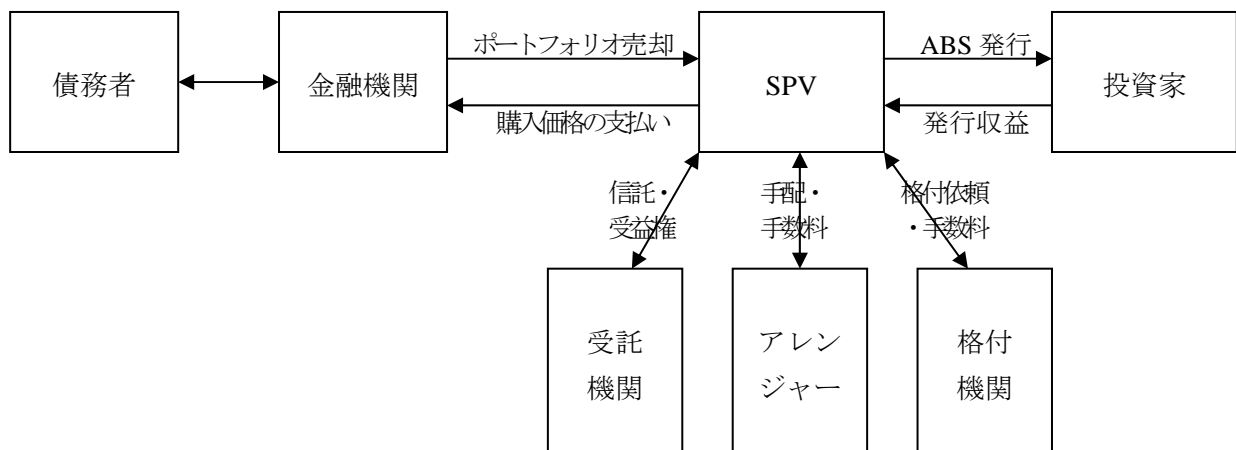 ポートフォリオ売却
ABS 発行
債務者
金融機関
SPV
投資家
購入価格の支払い
発行収益
信託・
受益権
手配・
手数料
格付依頼
・手数料
受託
機関
アレン
ジャー
格付
機関